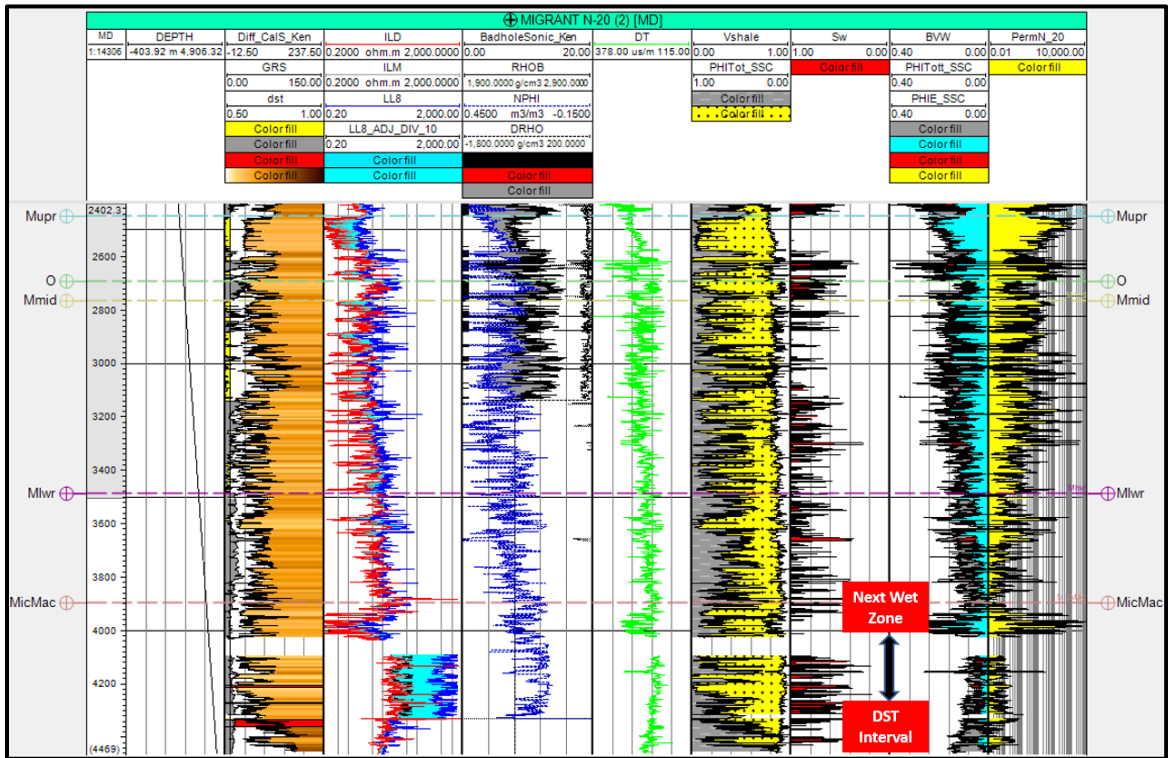 MIGRANT N-20 (2) [MD]
MD DEPTH Diff_CalS_Ken ILD BadholeSonic_Ken DT Vshale Sw BVW PermN_20
1:14306 -403.92 m 4,906.32 -12.50 237.50 0.2000 ohm.m 2,000.0000 0.00 20.00 378.00 us/m 115.00 0.00 1.00 1.00 0.00 0.40 0.00 0.01 10,000.00
GRS ILM RHOB PHITot_SSC Color fill PHITott_SSC Color fill
0.00 150.00 0.2000 ohm.m 2,000.0000 1,900.0000 g/cm3 2,900.0000 1.00 0.00 0.40 0.00
dst LL8 NPHI Color fill PHIE_SSC
0.50 1.00 0.20 2,000.00 0.4500 m3/m3 -0.1500 Color fill 0.40 0.00
Color fill LL8_ADJ_DIV_10 DRHO Color fill
Color fill 0.20 2,000.00 -1,800.0000 g/cm3 200.0000 Color fill
Color fill Color fill Color fill
Color fill Color fill Color fill Color fill
Color fill
2402.3
Mupr Mupr
2600
O O
Mmid Mmid
2800
3000
3200
3400
Mlwr Mlwr
3600
3800
MicMac MicMac
Next Wet
Zone
4000
4200
DST
Interval
(4469)